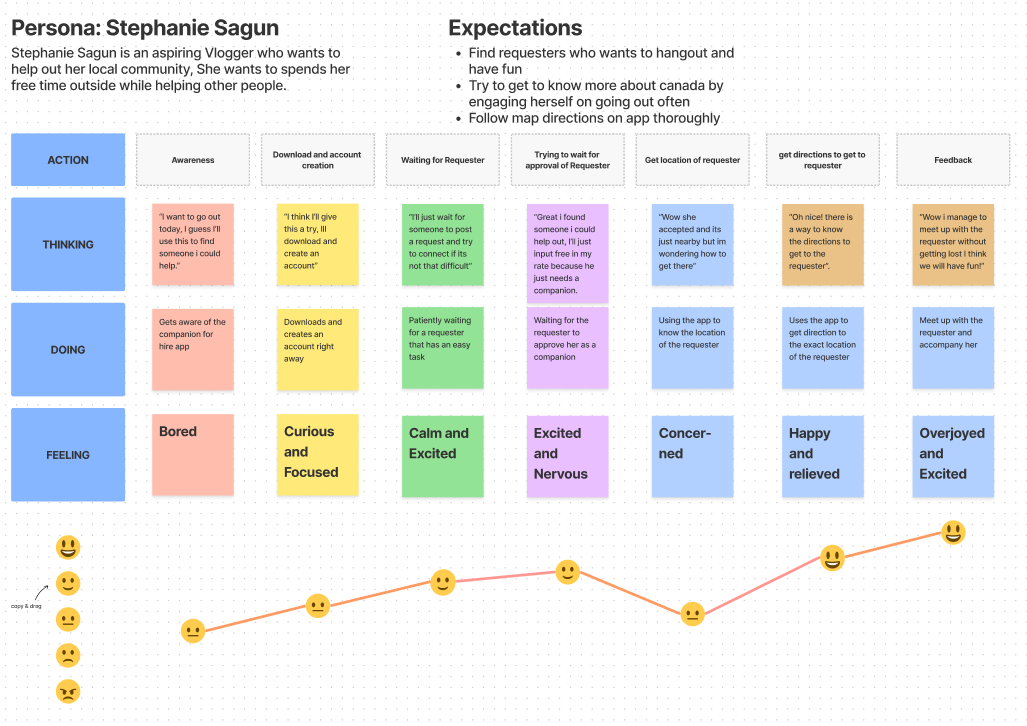 Persona: Stephanie Sagun
Stephanie Sagun is an aspiring Vlogger who wants to
help out her local community, She wants to spends her
free time outside while helping other people.
Expectations
• Find requesters who wants to hangout and
have fun
• Try to get to know more about canada by
engaging herself on going out often
• Follow map directions on app thoroughly
ACTION
Awareness
Download and account
creation
Waiting for Requester
Trying to wait for
approval of Requester
Get location of requester
get directions to get to
requester
Feedback
THINKING
"I want to go out
today, I guess I'll
use this to find
someone i could
help."
"I think I'll give
this a try, Ill
download and
create an
account"
"I'll just wait for
someone to post
a request and try
to connect if its
not that difficult"
"Great i found
someone i could
help out, I'll just
input free in my
rate because he
just needs a
companion.
"Wow she
accepted and its
just nearby but im
wondering how to
get there"
"Oh nice! there is
a way to know
the directions to
get to the
requester".
"Wow i manage to
meet up with the
requester without
getting lost I think
we will have fun!"
DOING
Gets aware of the
companion for
hire app
Downloads and
creates an
account right
away
Patiently waiting
for a requester
that has an easy
task
Waiting for the
requester to
approve her as a
companion
Using the app to
know the location
of the requester
Uses the app to
get direction to
the exact location
of the requester
Meet up with the
requester and
accompany her
FEELING
Bored
Curious
and
Focused
Calm and
Excited
Excited
and
Nervous
Concer-
ned
Happy
and
relieved
Overjoyed
and
Excited
copy & drag